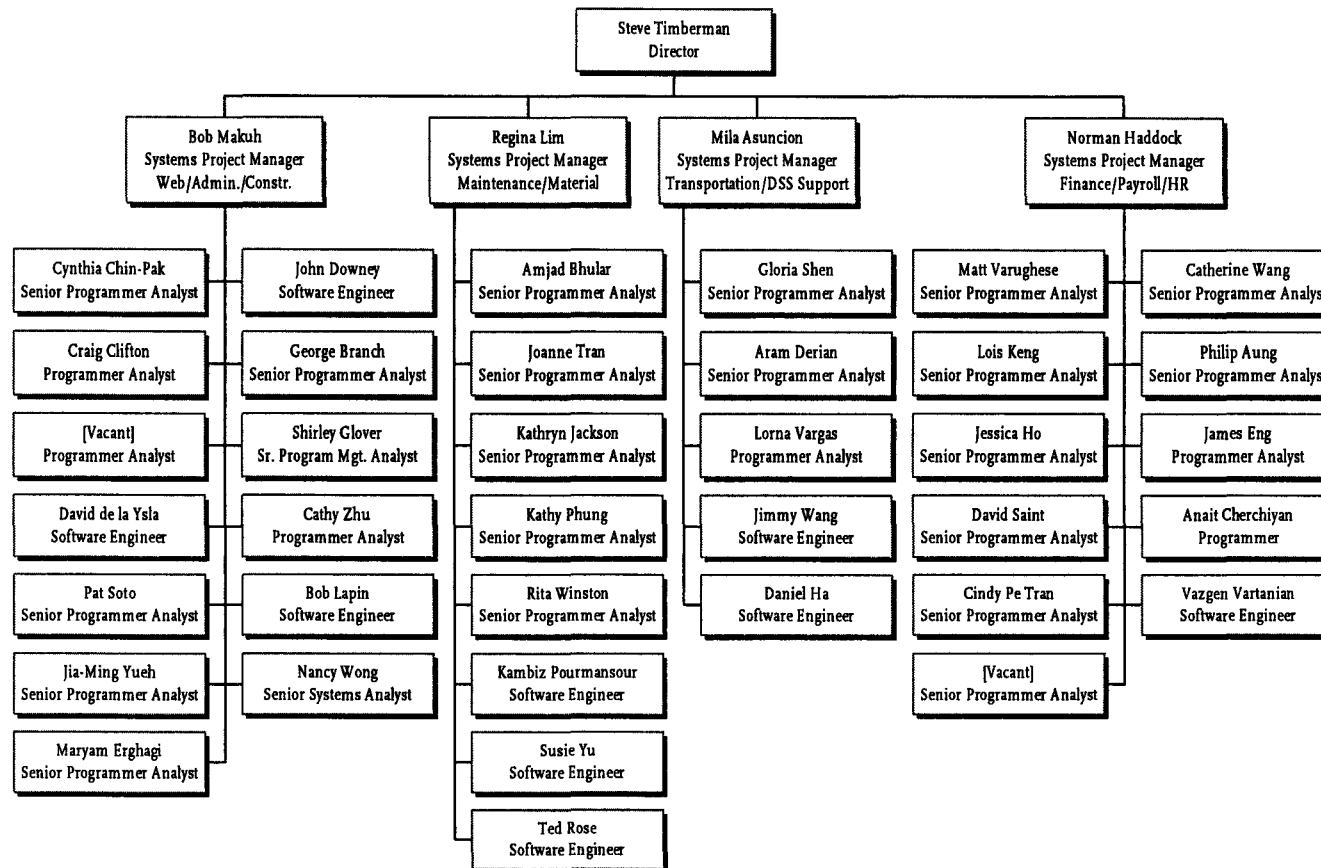 Steve Timberman
Director
Bob Makuh
Systems Project Manager
Web/Admin./Constr.
Regina Lim
Systems Project Manager
Maintenance/Material
Mila Asuncion
Systems Project Manager
Transportation/DSS Support
Norman Haddock
Systems Project Manager
Finance/Payroll/HR
Cynthia Chin-Pak
Senior Programmer Analyst
Craig Clifton
Programmer Analyst
[Vacant]
Programmer Analyst
David de la Ysla
Software Engineer
Pat Soto
Senior Programmer Analyst
Jia-Ming Yueh
Senior Programmer Analyst
Maryam Erghagi
Senior Programmer Analyst
John Downey
Software Engineer
George Branch
Senior Programmer Analyst
Shirley Glover
Sr. Program Mgt. Analyst
Cathy Zhu
Programmer Analyst
Bob Lapin
Software Engineer
Nancy Wong
Senior Systems Analyst
Amjad Bhular
Senior Programmer Analyst
Joanne Tran
Senior Programmer Analyst
Kathryn Jackson
Senior Programmer Analyst
Kathy Phung
Senior Programmer Analyst
Rita Winston
Senior Programmer Analyst
Kambiz Pourmansour
Software Engineer
Susie Yu
Software Engineer
Ted Rose
Software Engineer
Gloria Shen
Senior Programmer Analyst
Aram Derian
Senior Programmer Analyst
Lorna Vargas
Programmer Analyst
Jimmy Wang
Software Engineer
Daniel Ha
Software Engineer
Matt Varughese
Senior Programmer Analyst
Lois Keng
Senior Programmer Analyst
Jessica Ho
Senior Programmer Analyst
David Saint
Senior Programmer Analyst
Cindy Pe Tran
Senior Programmer Analyst
[Vacant]
Senior Programmer Analyst
Catherine Wang
Senior Programmer Analyst
Philip Aung
Senior Programmer Analyst
James Eng
Programmer Analyst
Anait Cherchiyan
Programmer
Vazgen Vartanian
Software Engineer